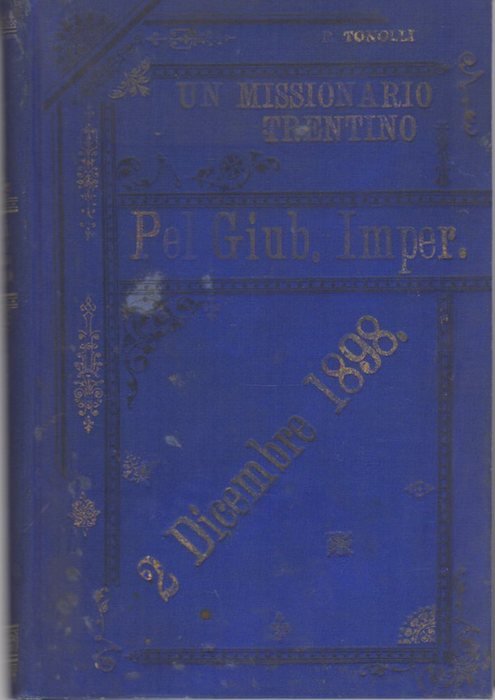 P. TONOLLI
UN MISSIONARIO
TRENTINO
Pel Giub. Imper.
2 Dicembre 1898.